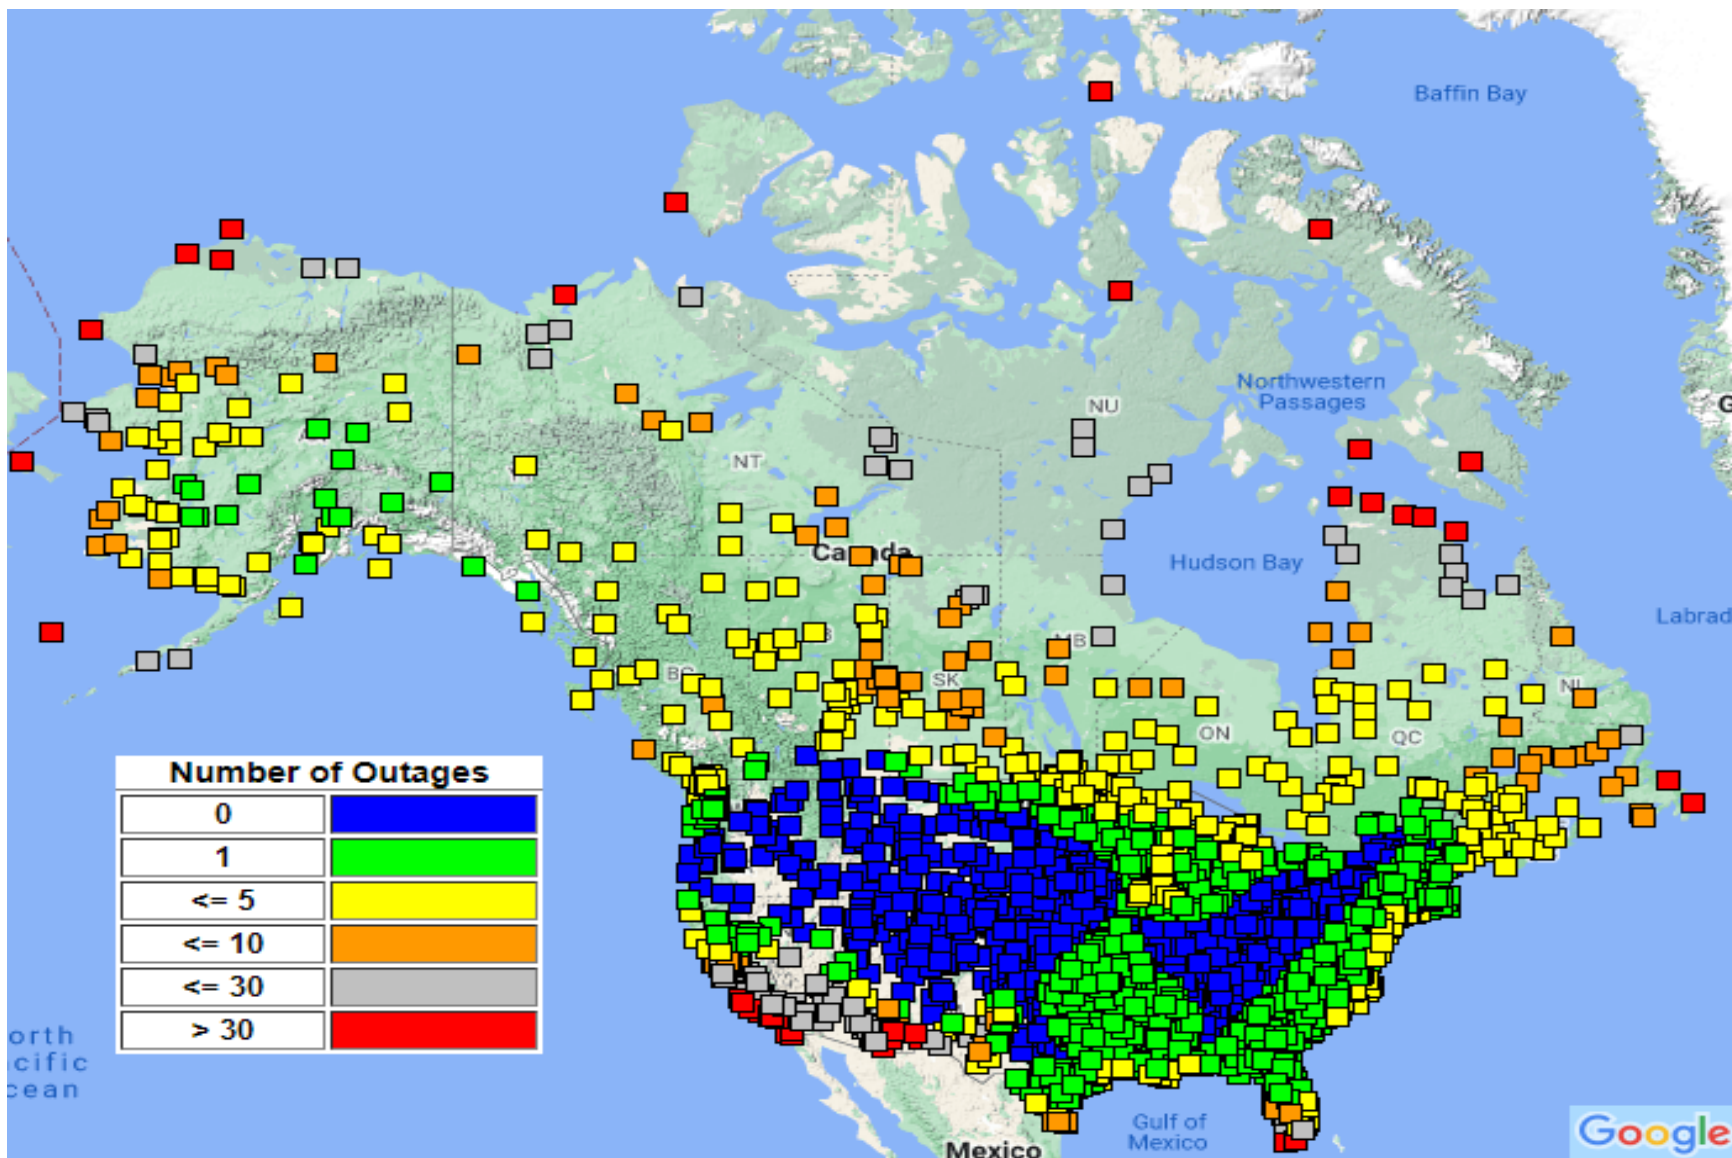 Baffin Bay
Northwestern
Passages
NU
NT
Canada
Hudson Bay
Labrad
MB
BC
SK
NL
ON
QC
Number of Outages
0
1
<= 5
<= 10
<= 30
> 30
orth
acific
cean
Gulf of
Mexico
Mexico
Google